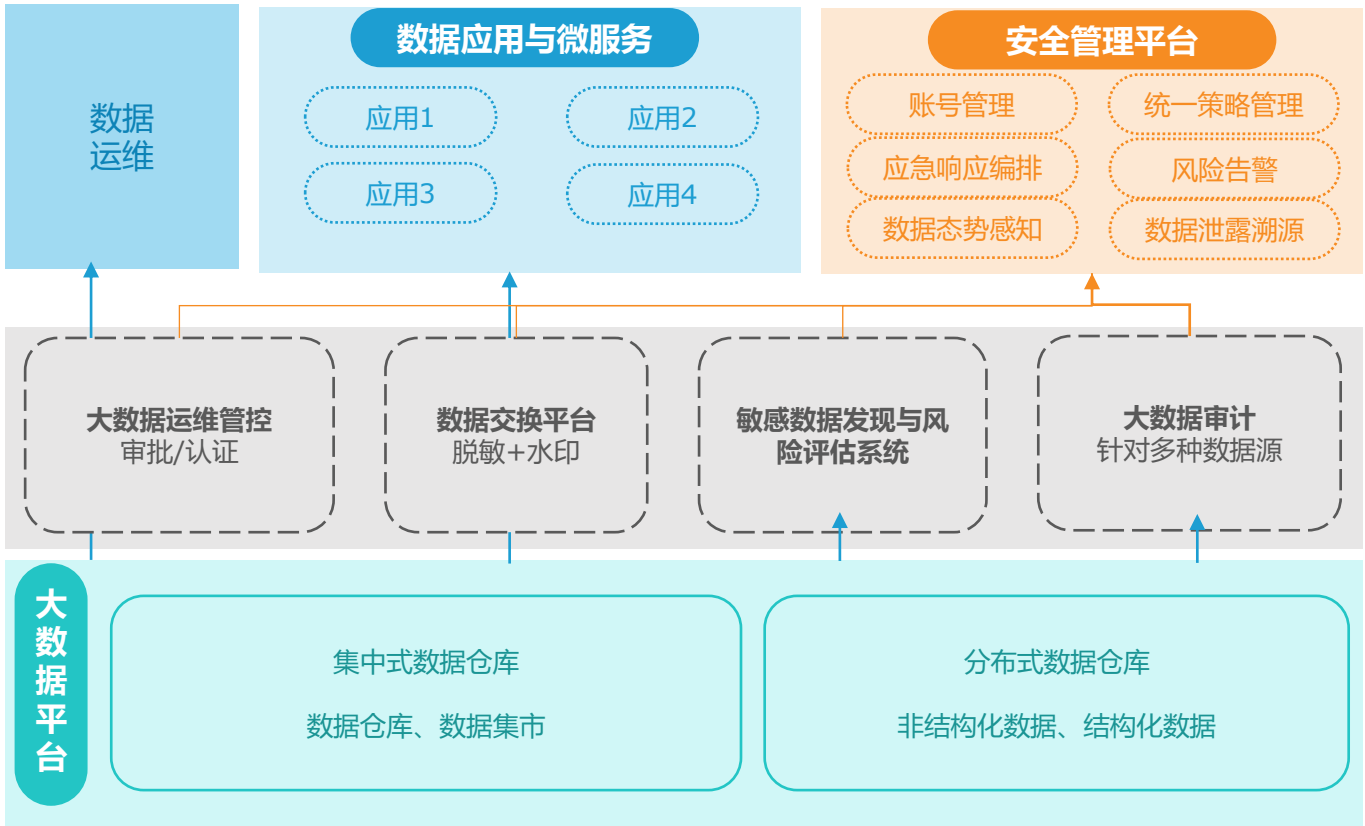 数据
运维
数据应用与微服务
应用1
应用2
应用3
应用4
安全管理平台
账号管理
统一策略管理
应急响应编排
风险告警
数据态势感知
数据泄露溯源
大数据运维管控
审批/认证
数据交换平台
脱敏+水印
敏感数据发现与风
险评估系统
大数据审计
针对多种数据源
大
数
据
平
台
集中式数据仓库
数据仓库、数据集市
分布式数据仓库
非结构化数据、结构化数据